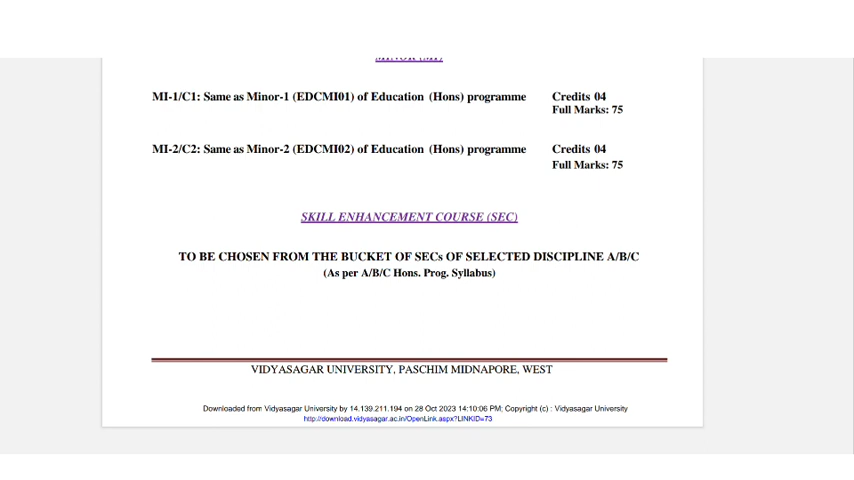 MINOR (MI)
MI-1/C1: Same as Minor-1 (EDCMI01) of Education (Hons) programme Credits 04
Full Marks: 75
MI-2/C2: Same as Minor-2 (EDCMI02) of Education (Hons) programme Credits 04
Full Marks: 75
SKILL ENHANCEMENT COURSE (SEC)
TO BE CHOSEN FROM THE BUCKET OF SECs OF SELECTED DISCIPLINE A/B/C
(As per A/B/C Hons. Prog. Syllabus)
VIDYASAGAR UNIVERSITY, PASCHIM MIDNAPORE, WEST
Downloaded from Vidyasagar University by 14.139.211.194 on 28 Oct 2023 14:10:06 PM; Copyright (c) : Vidyasagar University
http://download.vidyasagar.ac.in/OpenLink.aspx?LINKID=73